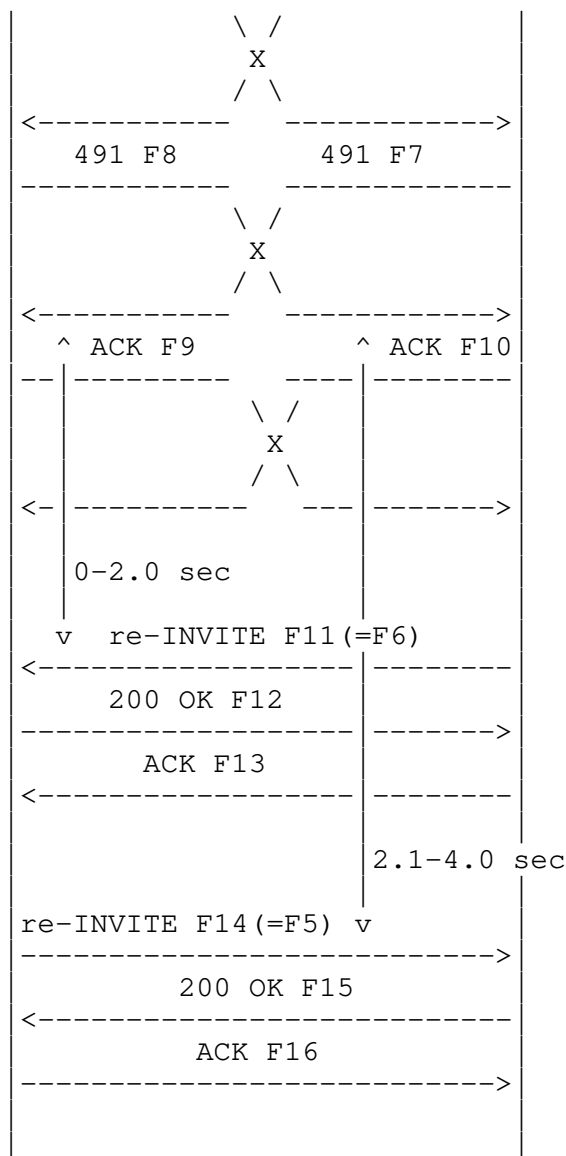 491 F8 491 F7
^ ACK F9 ^ ACK F10
0-2.0 sec
v re-INVITE F11(=F6)
200 OK F12
ACK F13
2.1-4.0 sec
re-INVITE F14(=F5) v
200 OK F15
ACK F16